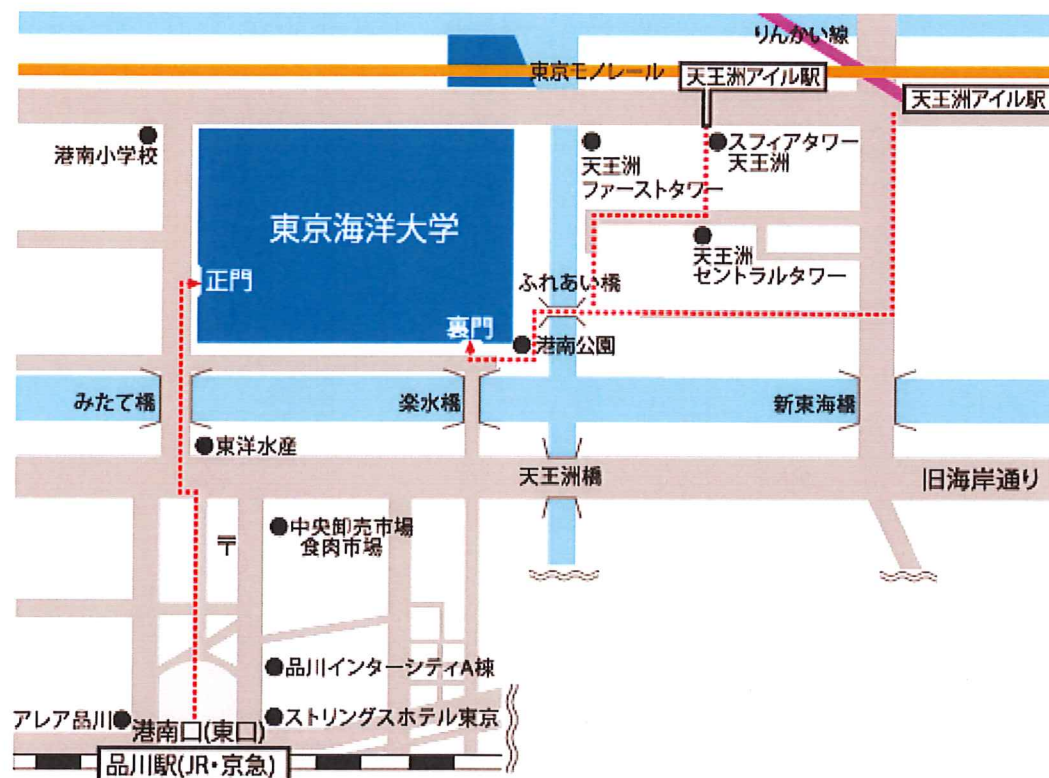 りんかい線
東京モノレール
天王洲アイル駅
天王洲アイル駅
港南小学校
天王洲
ファーストタワー
スフィアタワー
天王洲
東京海洋大学
天王洲
セントラルタワー
正門
ふれあい橋
裏門
港南公園
みたて橋
楽水橋
新東海橋
東洋水産
天王洲橋
旧海岸通り
〒
中央卸売市場
食肉市場
品川インターシティA棟
アレア品川
港南口(東口)
ストリングスホテル東京
品川駅(JR・京急)